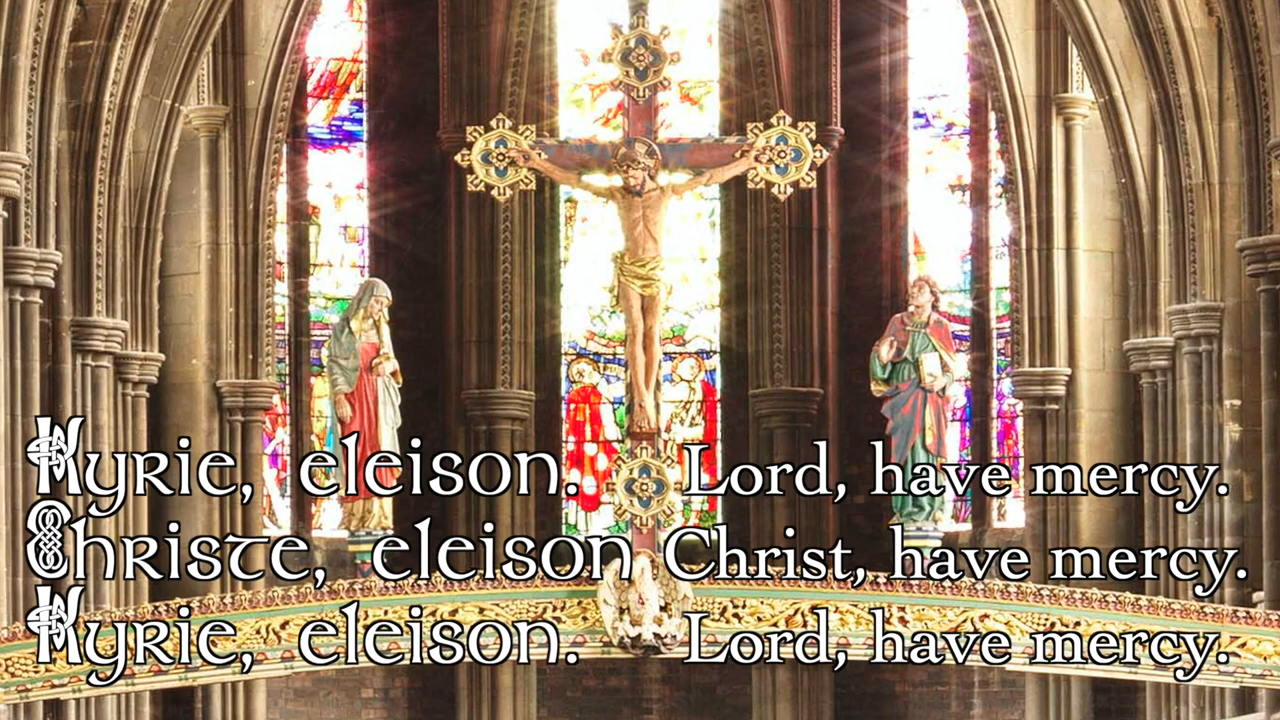 Kyrie, eleison. Lord, have mercy.
Christe, eleison Christ, have mercy.
Kyrie, eleison. Lord, have mercy.